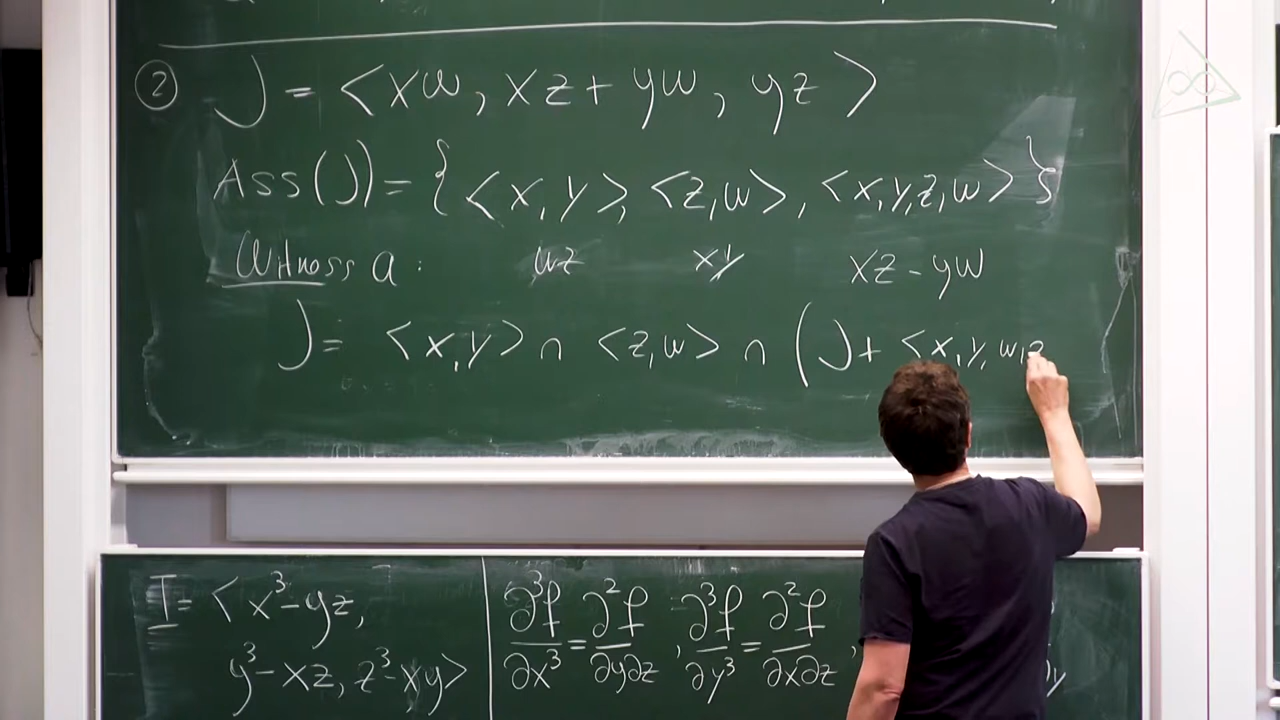 ② J = <xw, xz + yw, yz>
Ass(J) = { <x,y>, <z,w>, <x,y,z,w> }
Witness a : wz xy xz - yw
J = <x,y> ∩ <z,w> ∩ (J + <x,y,w,z
I = <x³-yz,
y³-xz, z³-xy>
∂³f/∂x³ = ∂²f/∂y∂z, ∂³f/∂y³ = ∂²f/∂x∂z,
y